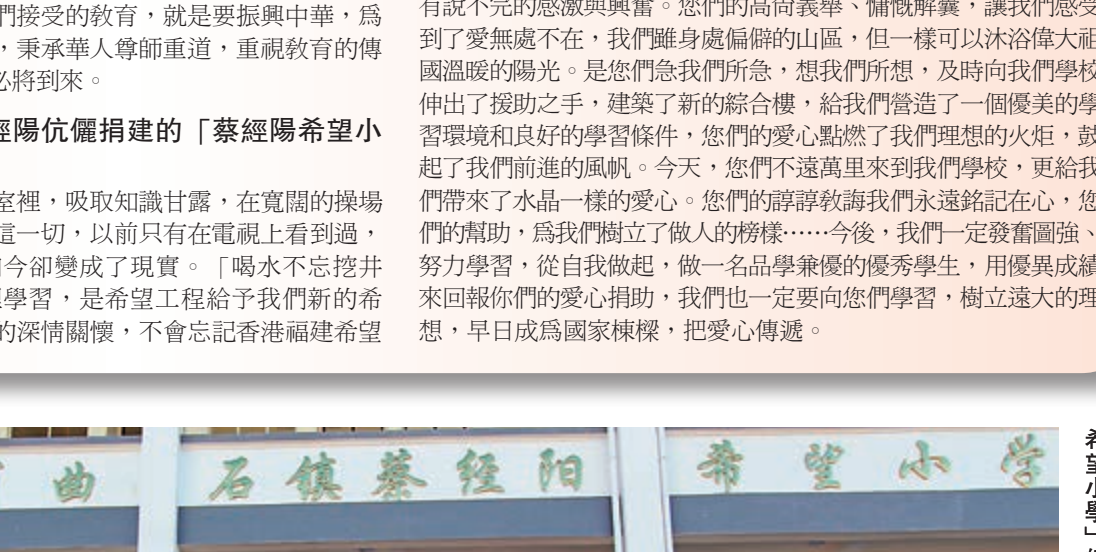 們接受的教育，就是要振興中華，爲
，秉承華人尊師重道，重視教育的傳
必將到來。
經陽伉儷捐建的「蔡經陽希望小
室裡，吸取知識甘露，在寬闊的操場
這一切，以前只有在電視上看到過，
如今卻變成了現實。「喝水不忘挖井
學習，是希望工程給予我們新的希
的深情關懷，不會忘記香港福建希望
有說不完的感激與興奮。您們的高尚義舉、慷慨解囊，讓我們感受
到了愛無處不在，我們雖身處偏僻的山區，但一樣可以沐浴偉大祖
國溫暖的陽光。是您們急我們所急，想我們所想，及時向我們學校
伸出了援助之手，建築了新的綜合樓，給我們營造了一個優美的學
習環境和良好的學習條件，您們的愛心點燃了我們理想的火炬，鼓
起了我們前進的風帆。今天，您們不遠萬里來到我們學校，更給我
們帶來了水晶一樣的愛心。您們的諄諄敎誨我們永遠銘記在心，您
們的幫助，爲我們樹立了做人的榜樣……今後，我們一定發奮圖強、
努力學習，從自我做起，做一名品學兼優的優秀學生，用優異成績
來回報你們的愛心捐助，我們也一定要向您們學習，樹立遠大的理
想，早日成爲國家棟樑，把愛心傳遞。
曲石镇蔡经阳希望小学
希望小學」